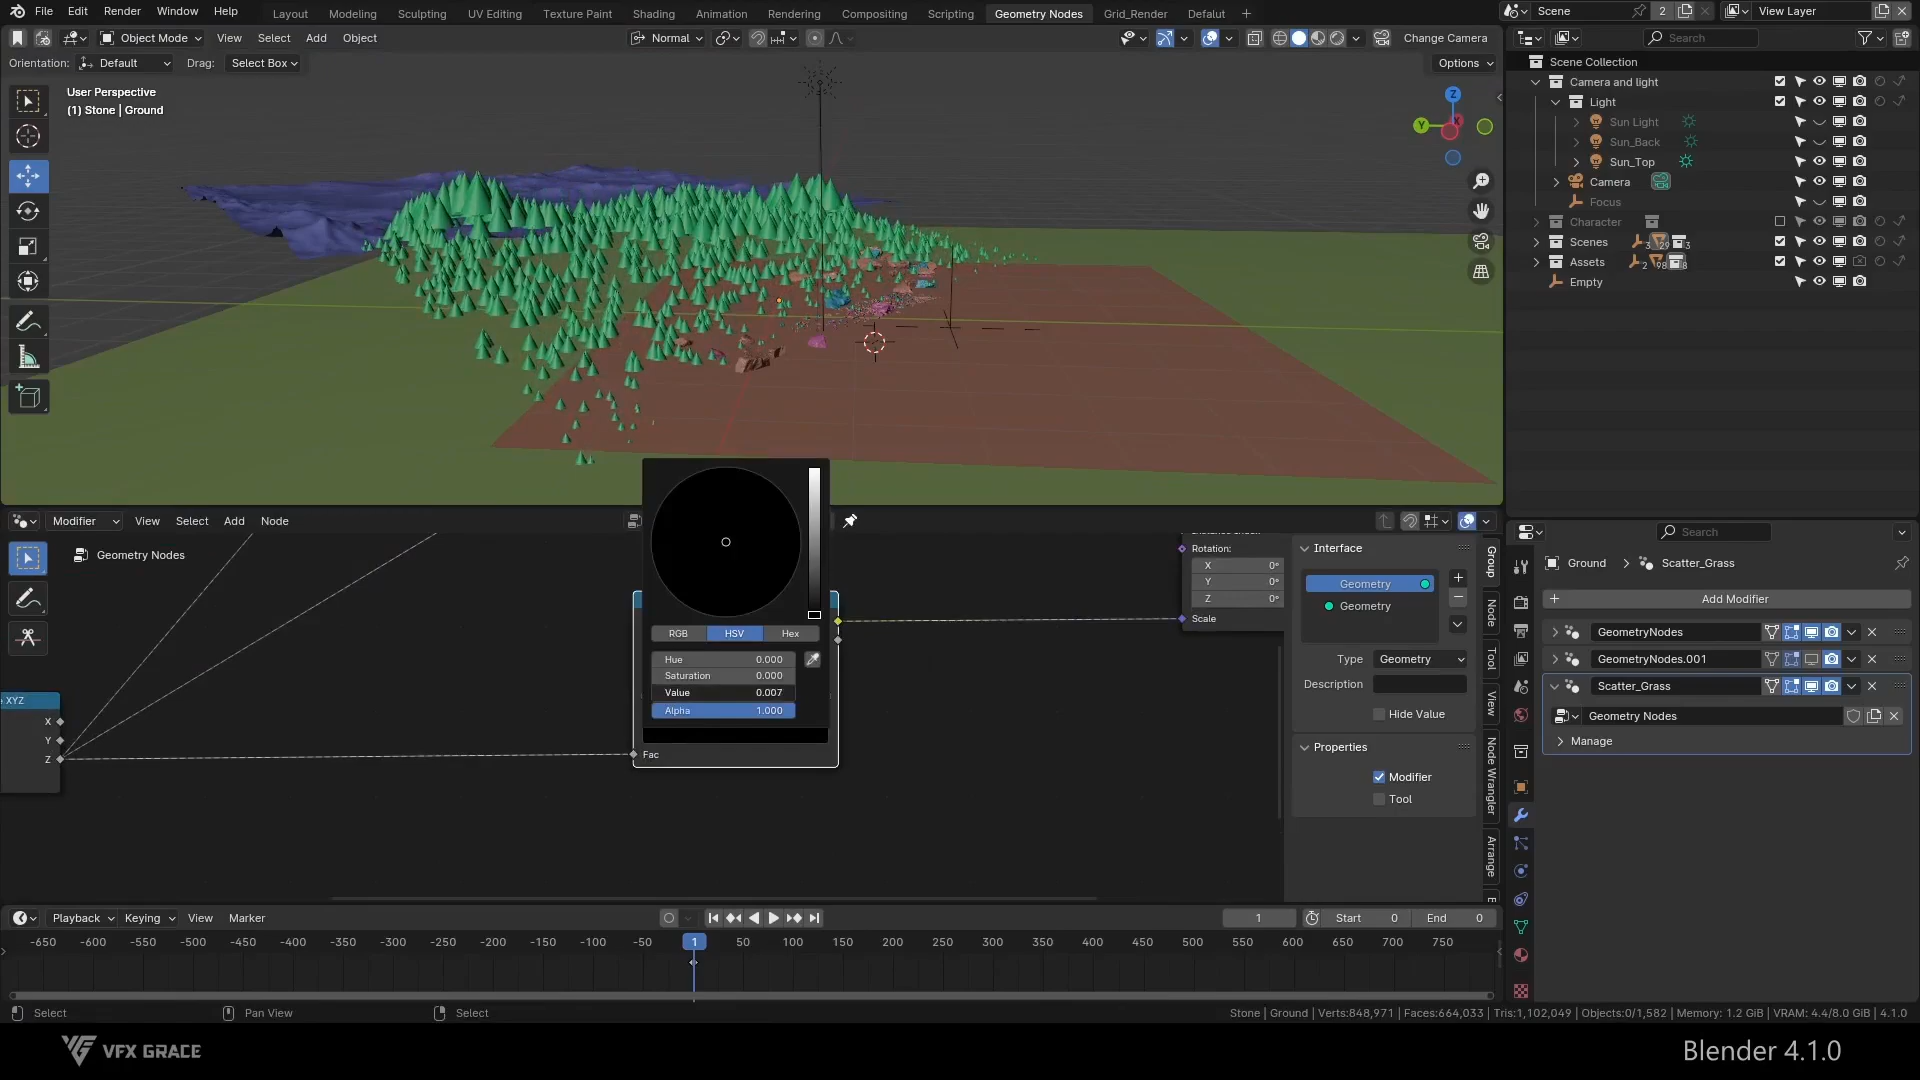 File Edit Render Window Help Layout Modeling Sculpting UV Editing Texture Paint Shading Animation Rendering Compositing Scripting Geometry Nodes Grid_Render Defalut + Scene 2 View Layer
Object Mode View Select Add Object Normal Change Camera Search
Orientation: Default Drag: Select Box Options
User Perspective
(1) Stone | Ground
Z
Y
X
Scene Collection
Camera and light
Light
Sun Light
Sun_Back
Sun_Top
Camera
Focus
Character
Scenes 3 29 3
Assets 2 98 8
Empty
Modifier View Select Add Node
Geometry Nodes
XYZ
X
Y
Z
RGB HSV Hex
Hue 0.000
Saturation 0.000
Value 0.007
Alpha 1.000
Fac
Rotation:
X 0°
Y 0°
Z 0°
Scale
Interface
Geometry
Geometry
Type Geometry
Description
Hide Value
Properties
Modifier
Tool
Group
Node
Tool
View
Node Wrangler
Arrange
Search
Ground Scatter_Grass
Add Modifier
GeometryNodes
GeometryNodes.001
Scatter_Grass
Geometry Nodes
Manage
Playback Keying View Marker 1 Start 0 End 0
-650 -600 -550 -500 -450 -400 -350 -300 -250 -200 -150 -100 -50 1 50 100 150 200 250 300 350 400 450 500 550 600 650 700 750
Select Pan View Select Stone | Ground | Verts:848,971 | Faces:664,033 | Tris:1,102,049 | Objects:0/1,582 | Memory: 1.2 GiB | VRAM: 4.4/8.0 GiB | 4.1.0
VFX GRACE
Blender 4.1.0